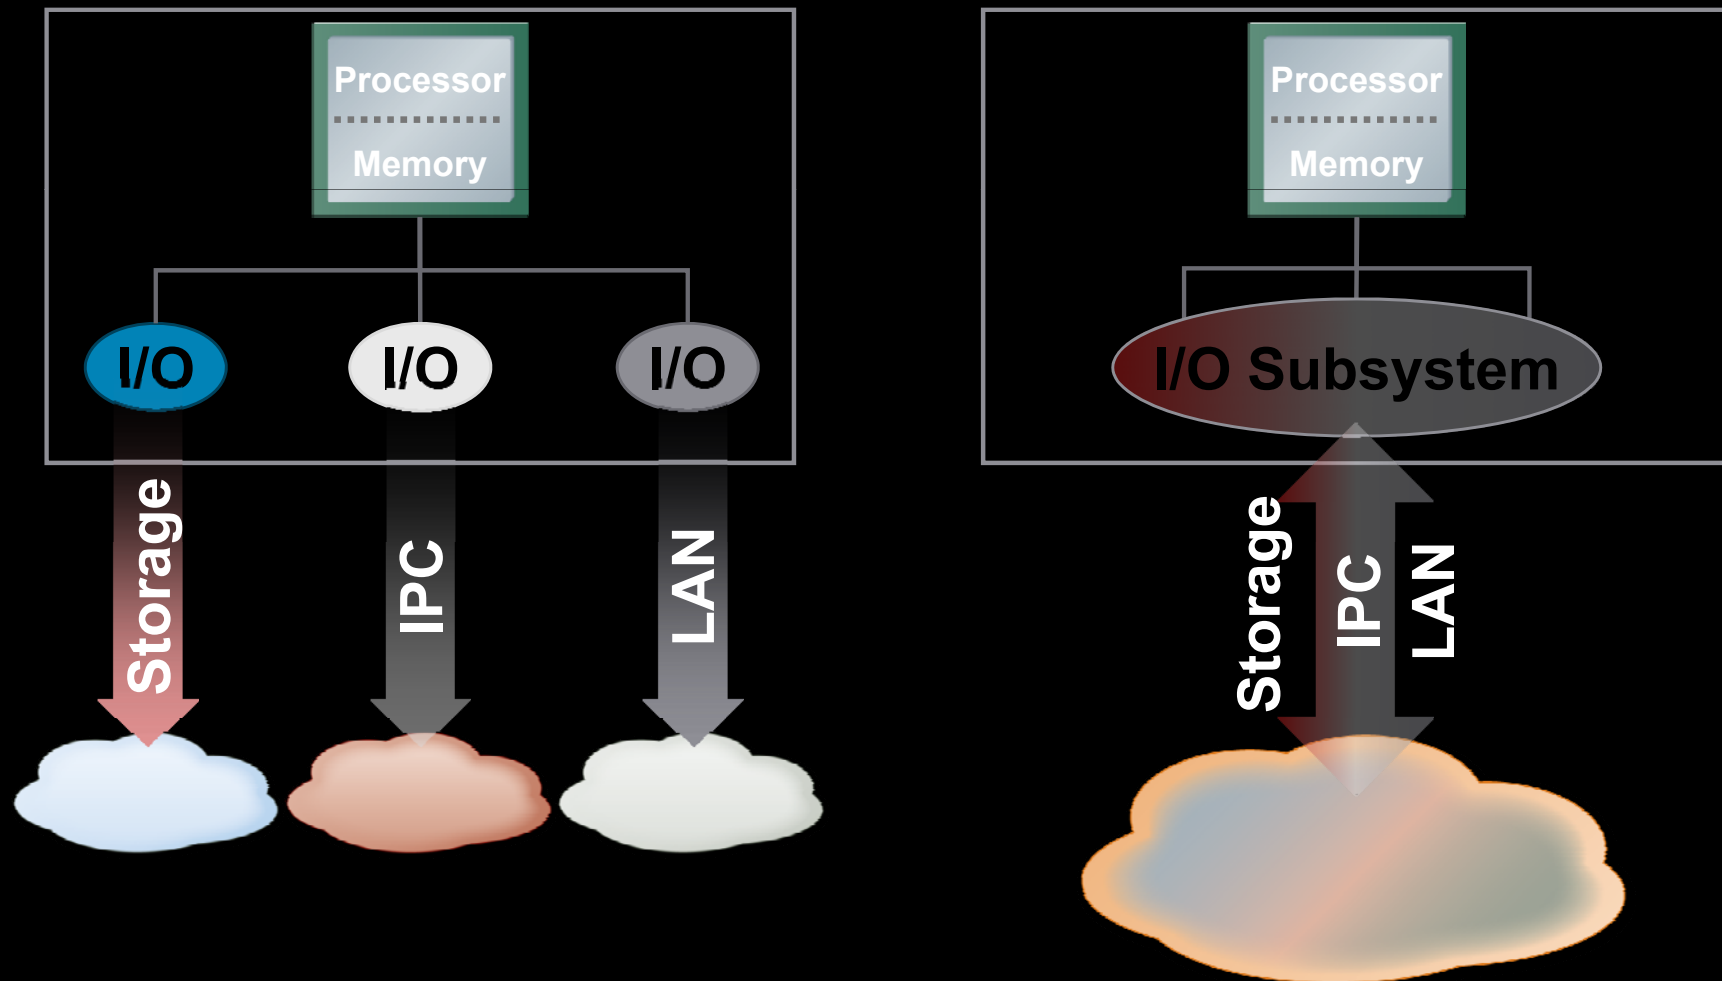 Processor
Memory
I/O
I/O
I/O
Storage
IPC
LAN
Processor
Memory
I/O Subsystem
Storage
IPC
LAN